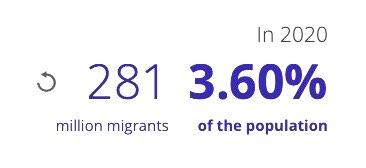 In 2020
281 3.60%
million migrants of the population